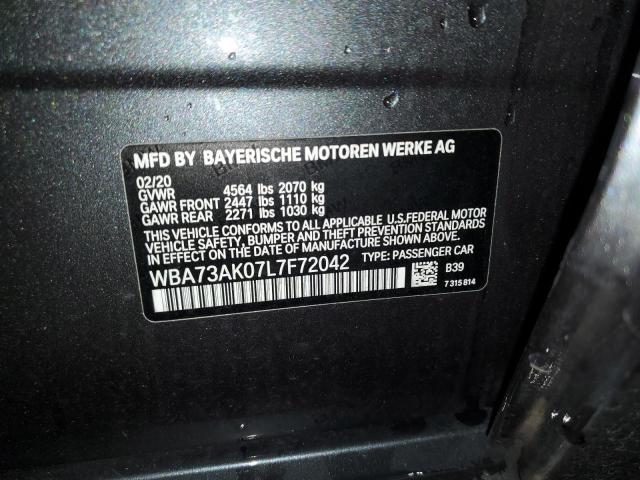 MFD BY BAYERISCHE MOTOREN WERKE AG
02/20
GVWR 4564 lbs 2070 kg
GAWR FRONT 2447 lbs 1110 kg
GAWR REAR 2271 lbs 1030 kg
THIS VEHICLE CONFORMS TO ALL APPLICABLE U.S.FEDERAL MOTOR
VEHICLE SAFETY, BUMPER AND THEFT PREVENTION STANDARDS
IN EFFECT ON THE DATE OF MANUFACTURE SHOWN ABOVE.
WBA73AK07L7F72042 TYPE: PASSENGER CAR
B39
7 315 814